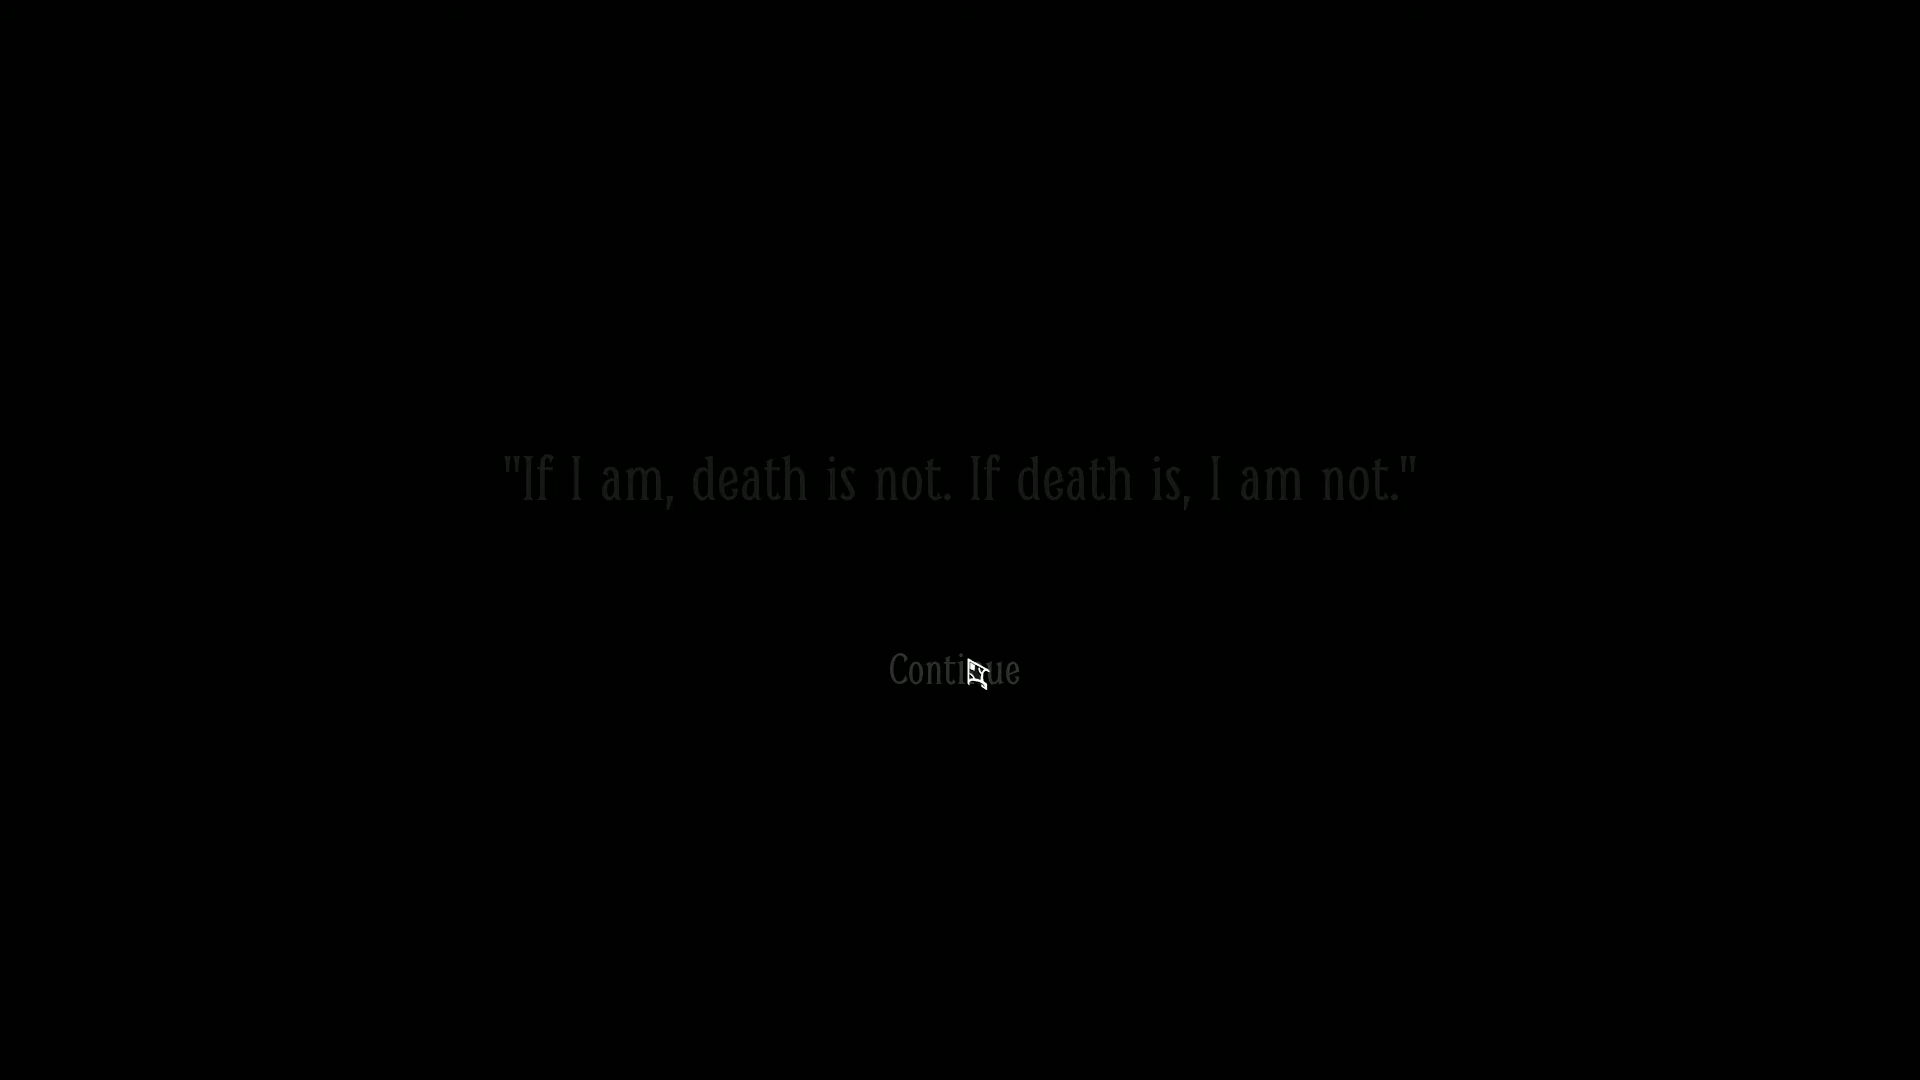 "If I am, death is not. If death is, I am not."
Continue